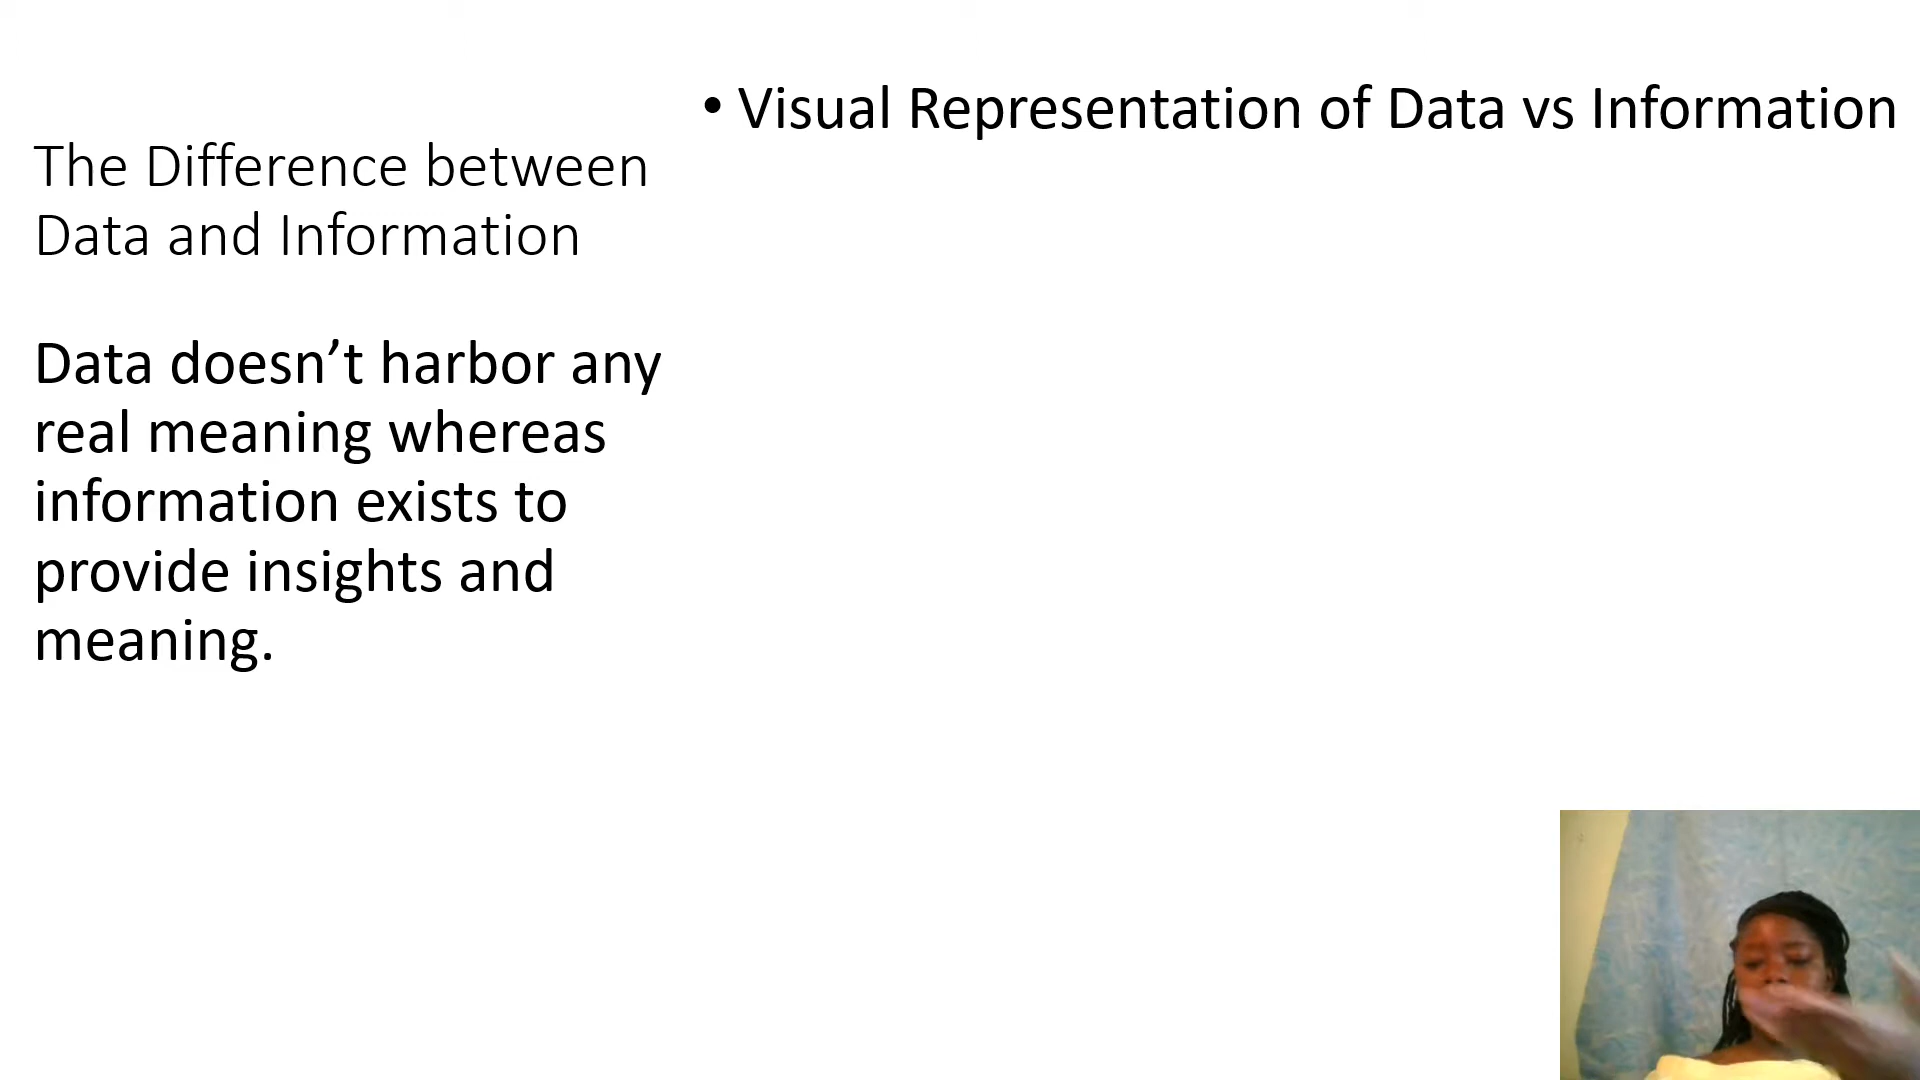 The Difference between
Data and Information
Data doesn’t harbor any
real meaning whereas
information exists to
provide insights and
meaning.
• Visual Representation of Data vs Information